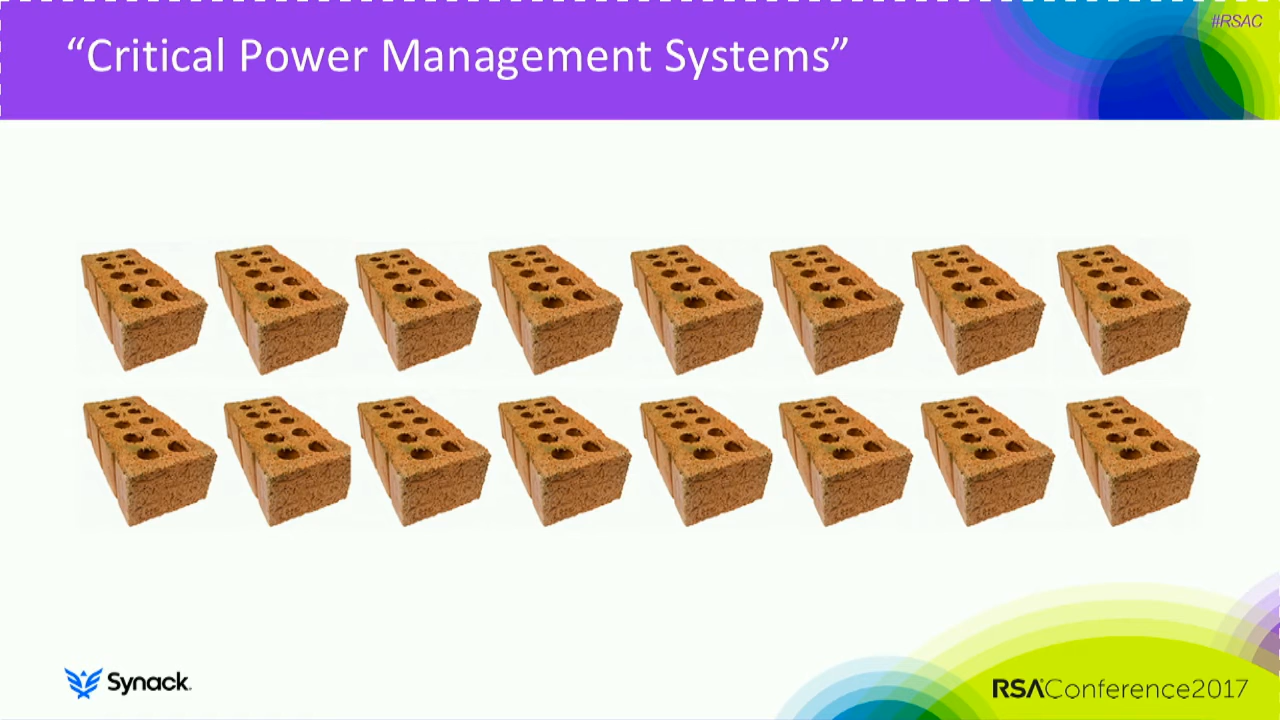 #RSAC
“Critical Power Management Systems”
Synack
RSAConference2017